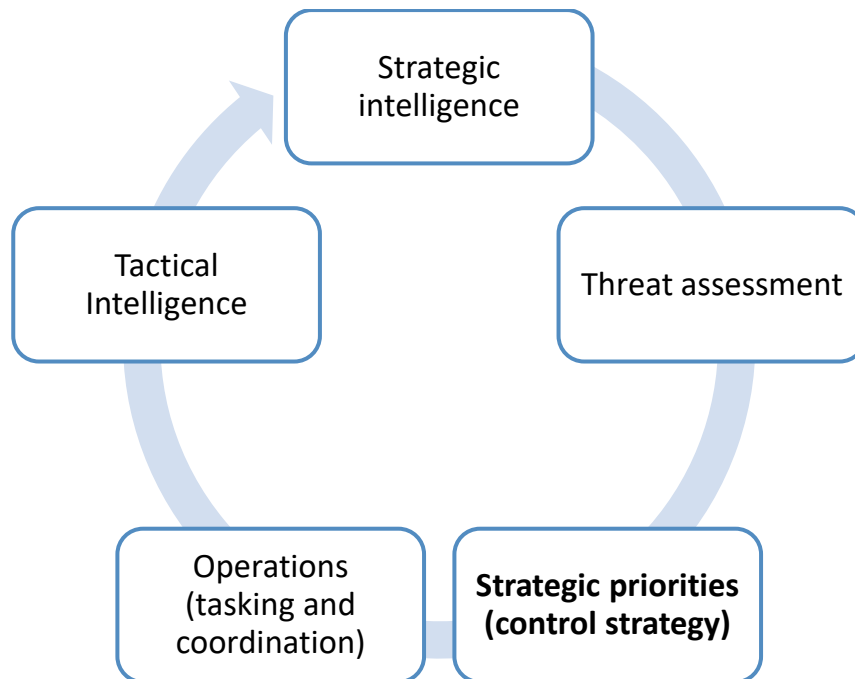 Strategic
intelligence
Threat assessment
Strategic priorities
(control strategy)
Operations
(tasking and
coordination)
Tactical
Intelligence